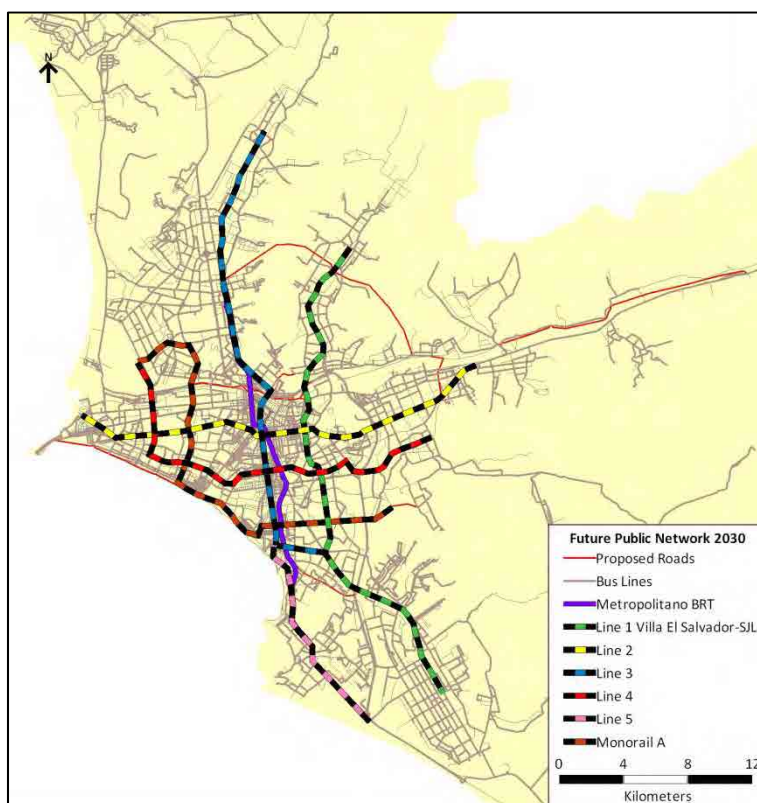 N
Future Public Network 2030
Proposed Roads
Bus Lines
Metropolitano BRT
Line 1 Villa El Salvador-SJL
Line 2
Line 3
Line 4
Line 5
Monorail A
0 4 8 12
Kilometers